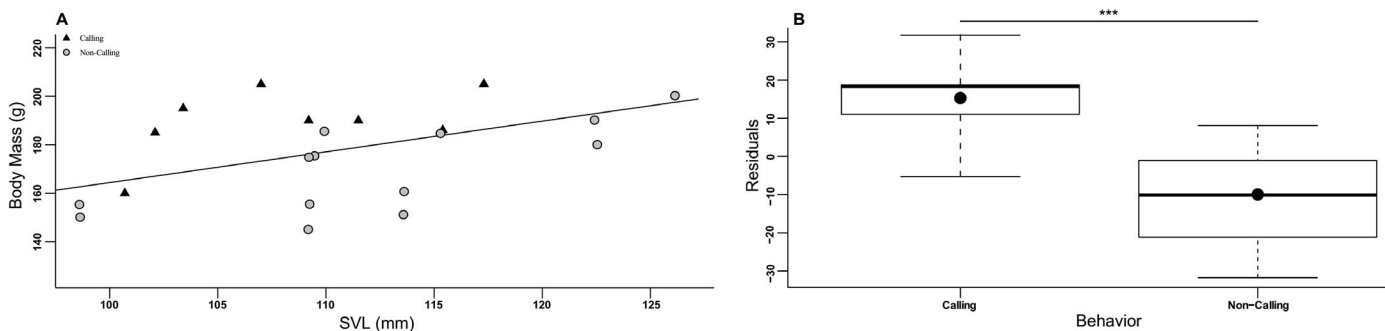 A
Calling
Non-Calling
220
200
180
160
140
Body Mass (g)
100
105
110
115
120
125
SVL (mm)
B
***
30
20
10
0
−10
−20
−30
Residuals
Calling
Non−Calling
Behavior